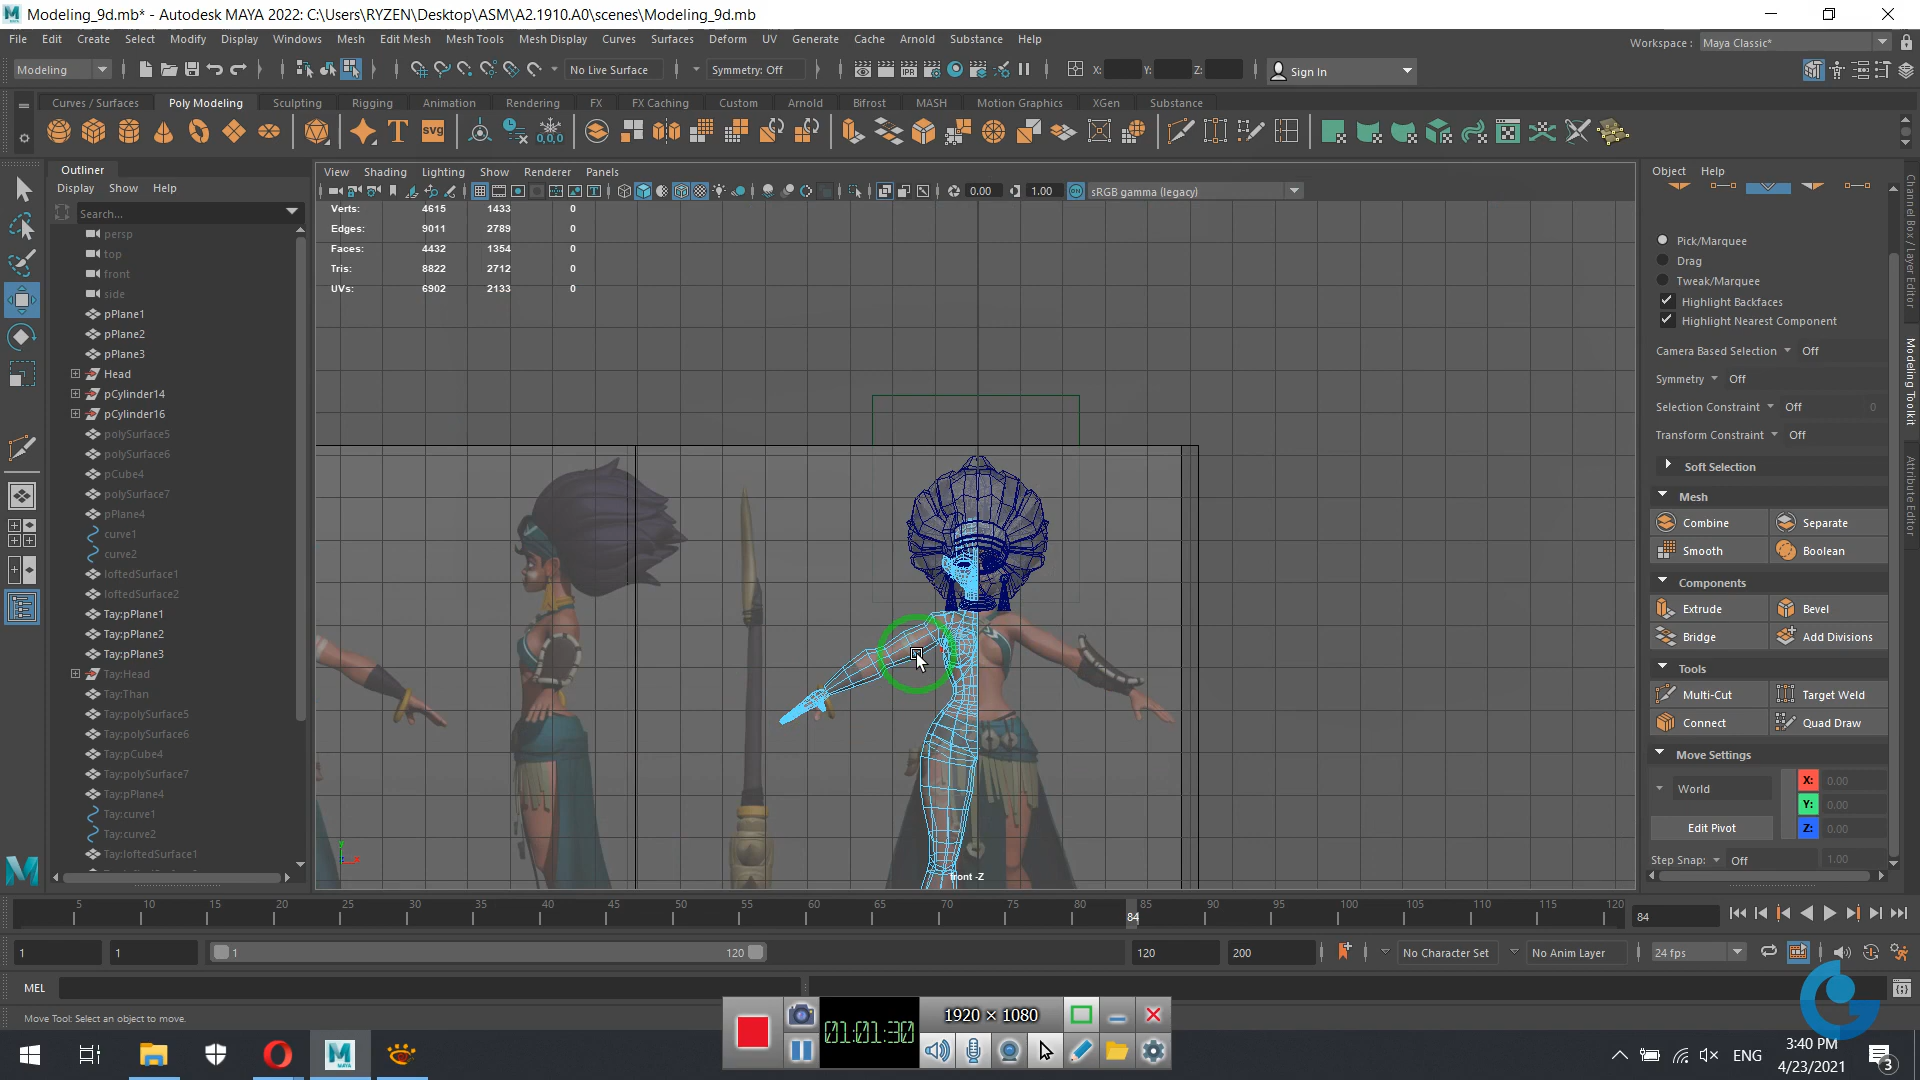 Modeling_9d.mb* - Autodesk MAYA 2022: C:\Users\RYZEN\Desktop\ASM\A2.1910.A0\scenes\Modeling_9d.mb
File Edit Create Select Modify Display Windows Mesh Edit Mesh Mesh Tools Mesh Display Curves Surfaces Deform UV Generate Cache Arnold Substance Help
Workspace : Maya Classic*
Modeling No Live Surface Symmetry: Off X: Y: Z: Sign In
Curves / Surfaces Poly Modeling Sculpting Rigging Animation Rendering FX FX Caching Custom Arnold Bifrost MASH Motion Graphics XGen Substance
Outliner
Display Show Help
Search...
persp
top
front
side
pPlane1
pPlane2
pPlane3
Head
pCylinder14
pCylinder16
polySurface5
polySurface6
pCube4
polySurface7
pPlane4
curve1
curve2
loftedSurface1
loftedSurface2
Tay:pPlane1
Tay:pPlane2
Tay:pPlane3
Tay:Head
Tay:Than
Tay:polySurface5
Tay:polySurface6
Tay:pCube4
Tay:polySurface7
Tay:pPlane4
Tay:curve1
Tay:curve2
Tay:loftedSurface1
View Shading Lighting Show Renderer Panels
0.00 1.00 ON sRGB gamma (legacy)
Verts: 4615 1433 0
Edges: 9011 2789 0
Faces: 4432 1354 0
Tris: 8822 2712 0
UVs: 6902 2133 0
front -Z
Object Help
Pick/Marquee
Drag
Tweak/Marquee
Highlight Backfaces
Highlight Nearest Component
Camera Based Selection Off
Symmetry Off
Selection Constraint Off 0
Transform Constraint Off
Soft Selection
Mesh
Combine Separate
Smooth Boolean
Components
Extrude Bevel
Bridge Add Divisions
Tools
Multi-Cut Target Weld
Connect Quad Draw
Move Settings
World
X: 0.00
Y: 0.00
Z: 0.00
Edit Pivot
Step Snap: Off 1.00
Channel Box / Layer Editor
Modeling Toolkit
Attribute Editor
5 10 15 20 25 30 35 40 45 50 55 60 65 70 75 80 84 85 90 95 100 105 110 115 120
84
1 1 1 120 120 200 No Character Set No Anim Layer 24 fps
MEL
Move Tool: Select an object to move.
01:01:30
1920 × 1080
ENG
3:40 PM
4/23/2021
3